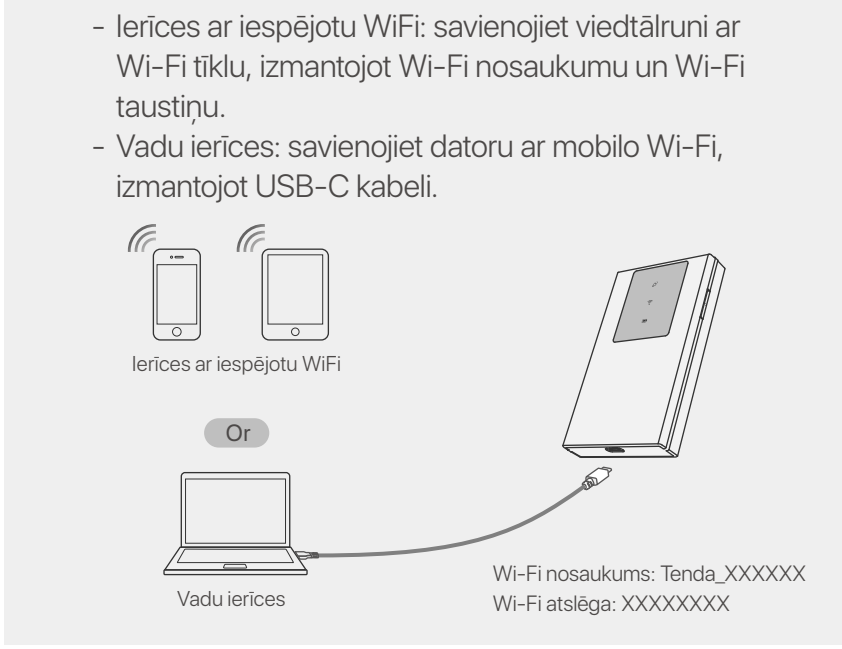 - Ierīces ar iespējotu WiFi: savienojiet viedtālruni ar
Wi-Fi tīklu, izmantojot Wi-Fi nosaukumu un Wi-Fi
taustiņu.
- Vadu ierīces: savienojiet datoru ar mobilo Wi-Fi,
izmantojot USB-C kabeli.
Ierīces ar iespējotu WiFi
Or
Vadu ierīces
Wi-Fi nosaukums: Tenda_XXXXXX
Wi-Fi atslēga: XXXXXXXX